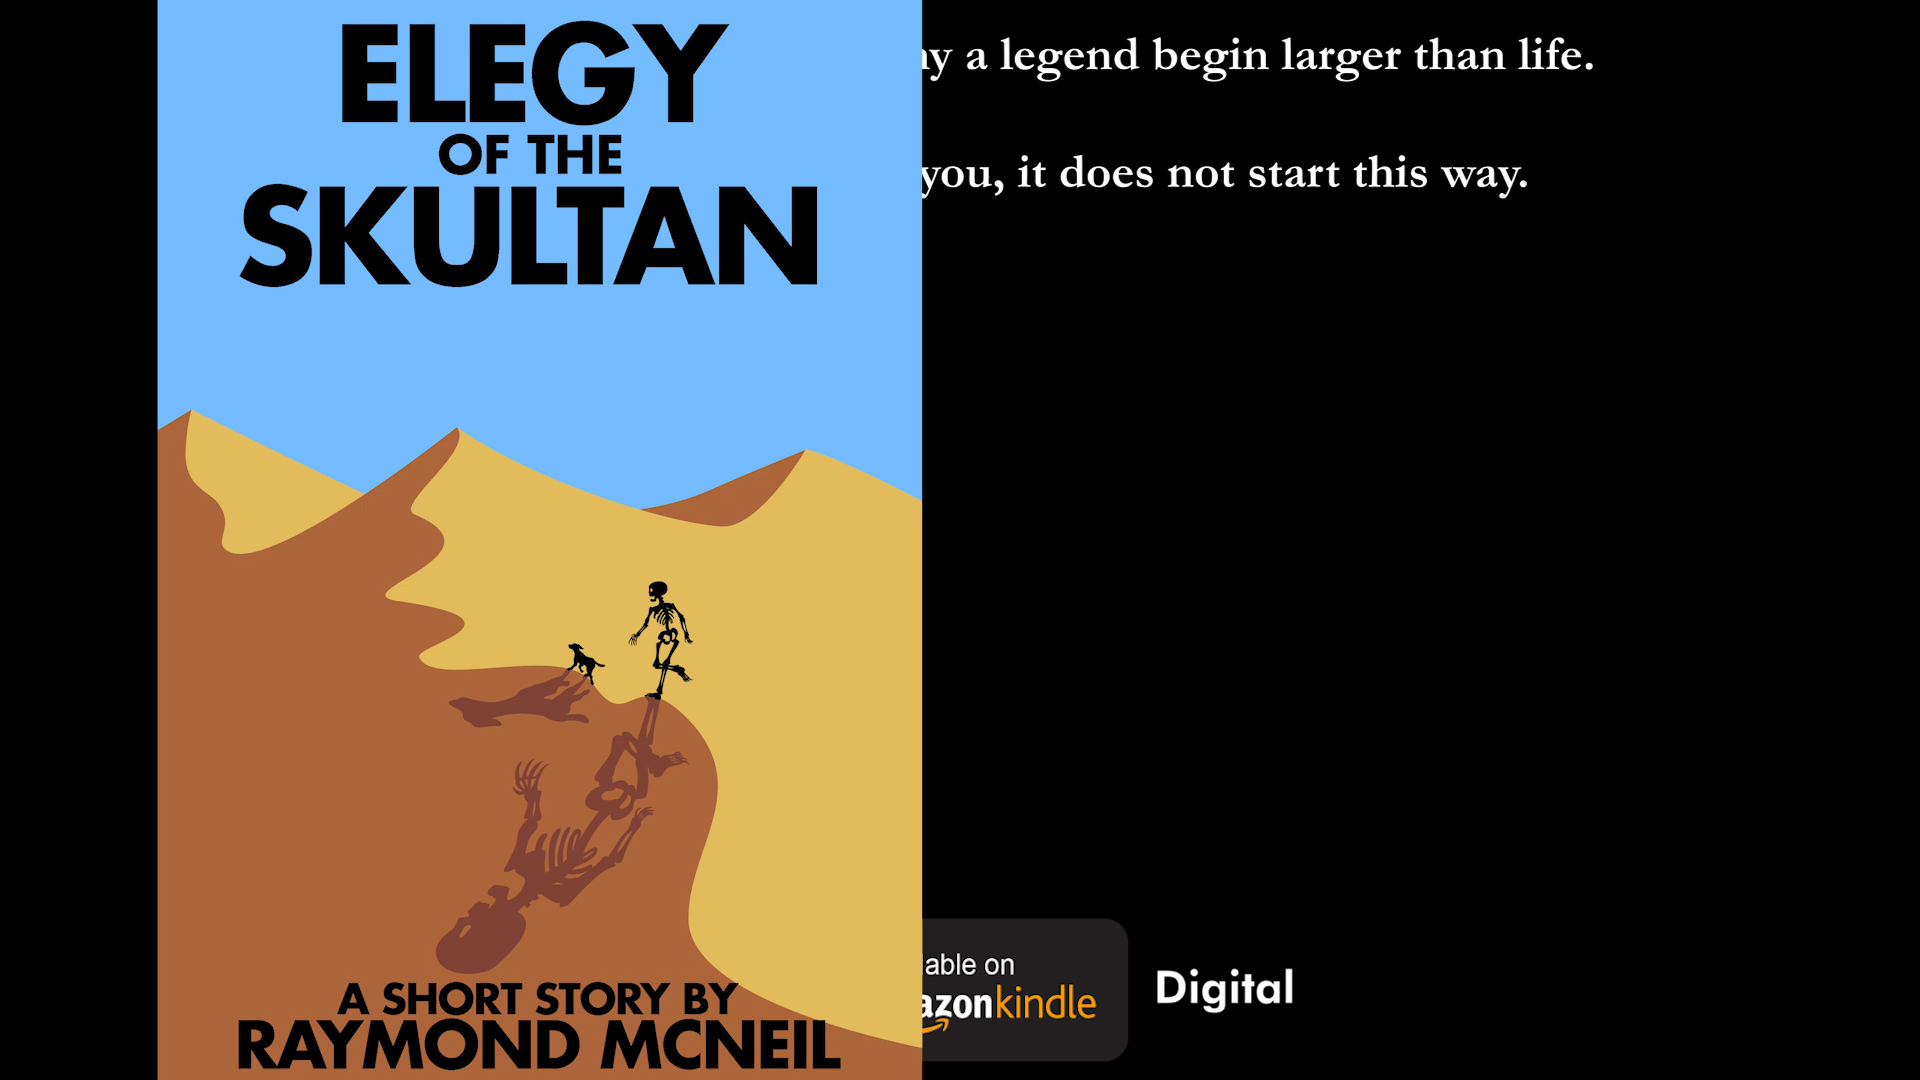 ELEGY
OF THE
SKULTAN
A SHORT STORY BY
RAYMOND MCNEIL
a legend begin larger than life.
you, it does not start this way.
able on
azonkindle
Digital